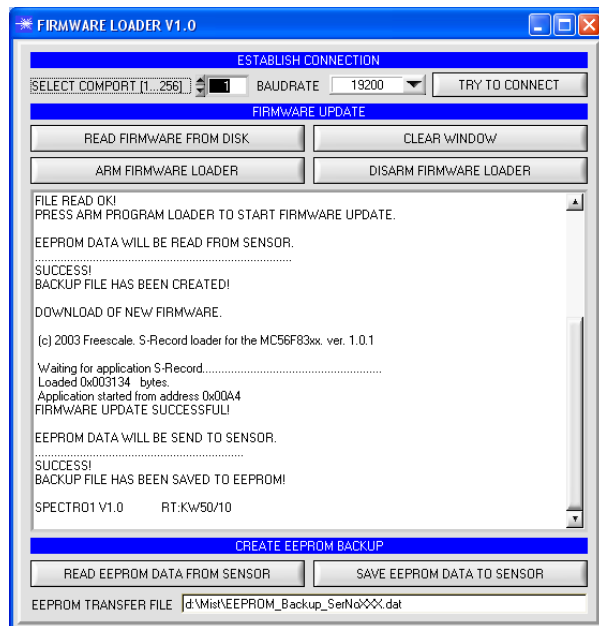 FIRMWARE LOADER V1.0
ESTABLISH CONNECTION
SELECT COMPORT [1...256] 1 BAUDRATE 19200 TRY TO CONNECT
FIRMWARE UPDATE
READ FIRMWARE FROM DISK CLEAR WINDOW
ARM FIRMWARE LOADER DISARM FIRMWARE LOADER
FILE READ OK!
PRESS ARM PROGRAM LOADER TO START FIRMWARE UPDATE.
EEPROM DATA WILL BE READ FROM SENSOR.
................................................................................
SUCCESS!
BACKUP FILE HAS BEEN CREATED!
DOWNLOAD OF NEW FIRMWARE.
(c) 2003 Freescale. S-Record loader for the MC56F83xx. ver. 1.0.1
Waiting for application S-Record.......................................................
Loaded 0x003134 bytes.
Application started from address 0x00A4
FIRMWARE UPDATE SUCCESSFUL!
EEPROM DATA WILL BE SEND TO SENSOR.
.................................................................
SUCCESS!
BACKUP FILE HAS BEEN SAVED TO EEPROM!
SPECTRO1 V1.0 RT:KW50/10
CREATE EEPROM BACKUP
READ EEPROM DATA FROM SENSOR SAVE EEPROM DATA TO SENSOR
EEPROM TRANSFER FILE d:\Mist\EEPROM_Backup_SerNoXXX.dat